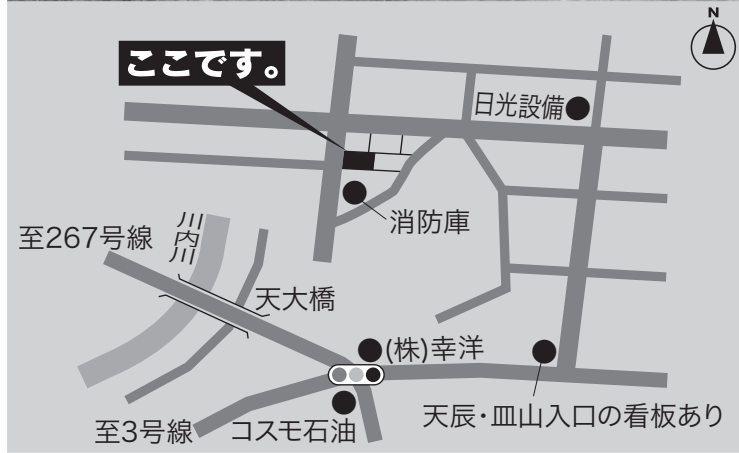 N
ここです。
日光設備
消防庫
川内川
至267号線
天大橋
(株)幸洋
天辰・皿山入口の看板あり
コスモ石油
至3号線